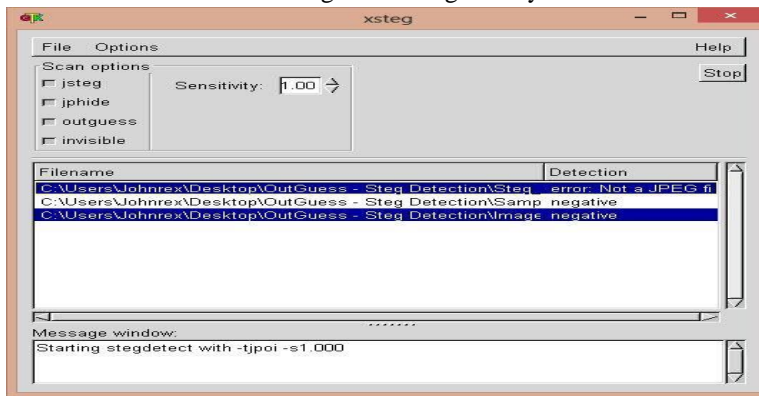 xsteg
File Options Help
Scan options
jsteg
jphide
outguess
invisible
Sensitivity: 1.00
Stop
Filename Detection
C:\Users\Johnrex\Desktop\OutGuess - Steg Detection\Steg_ error: Not a JPEG fi
C:\Users\Johnrex\Desktop\OutGuess - Steg Detection\Samp negative
C:\Users\Johnrex\Desktop\OutGuess - Steg Detection\Image negative
Message window:
Starting stegdetect with -tjpoi -s1.000